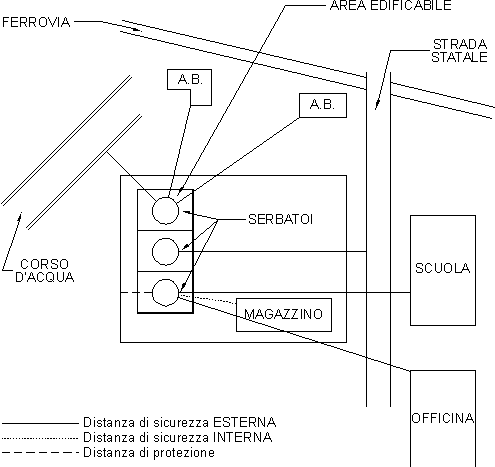 AREA EDIFICABILE
FERROVIA
STRADA
STATALE
A.B.
A.B.
SERBATOI
CORSO
D'ACQUA
SCUOLA
MAGAZZINO
OFFICINA
Distanza di sicurezza ESTERNA
Distanza di sicurezza INTERNA
Distanza di protezione